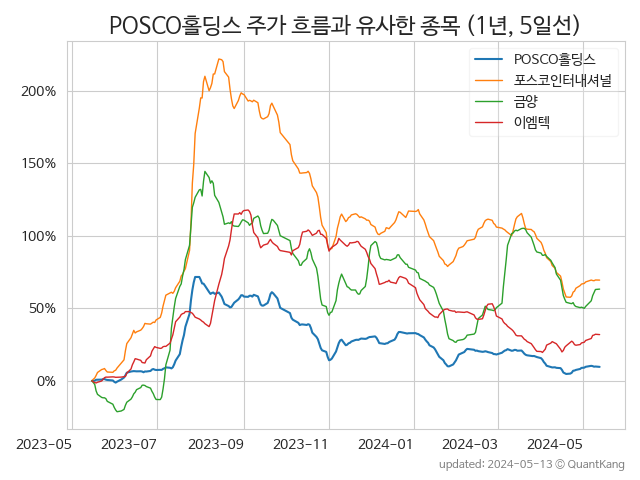 POSCO홀딩스 주가 흐름과 유사한 종목 (1년, 5일선)
POSCO홀딩스
포스코인터내셔널
금양
이엠텍
200%
150%
100%
50%
0%
2023-05 2023-07 2023-09 2023-11 2024-01 2024-03 2024-05
updated: 2024-05-13 © QuantKang